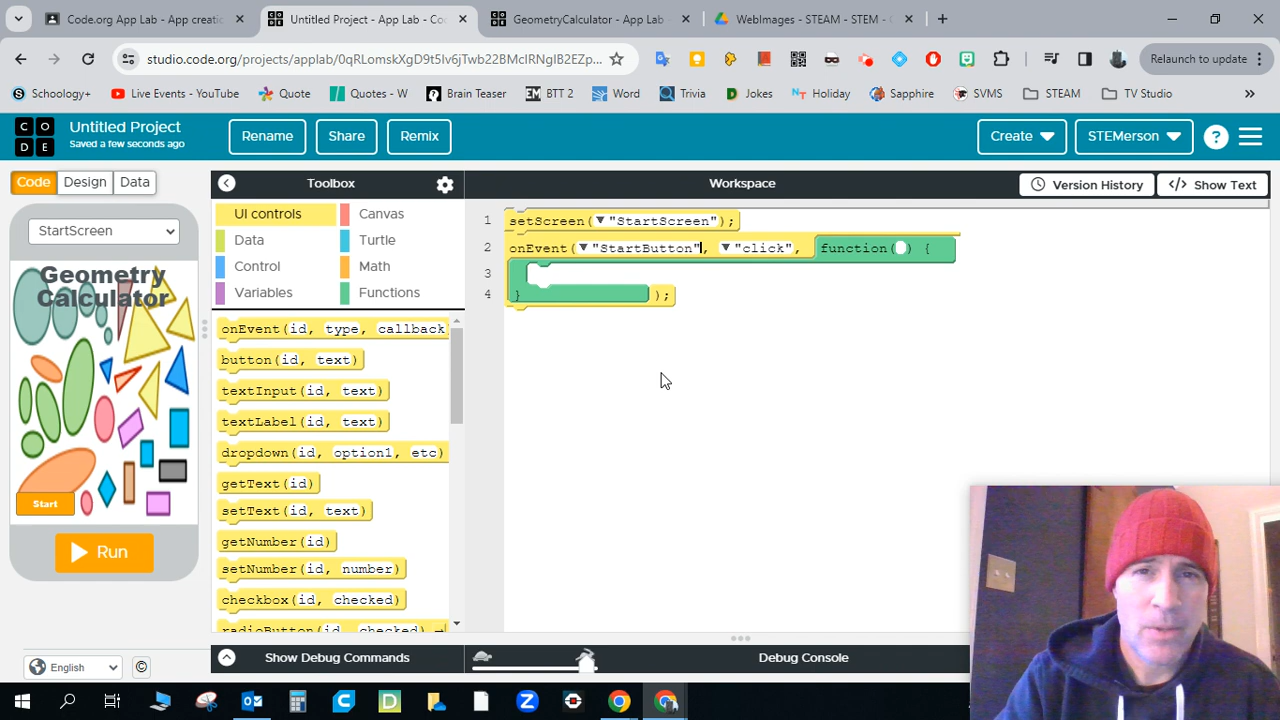 Code.org App Lab - App creatio
Untitled Project - App Lab - Co
GeometryCalculator - App Lab -
WebImages - STEAM - STEM -
studio.code.org/projects/applab/0qRLomskXgD9t5Iv6jTwb22BMclRNglB2EZp...
Relaunch to update
Schoology+
Live Events - YouTube
Quote
Quotes - W
Brain Teaser
BTT 2
Word
Trivia
Jokes
Holiday
Sapphire
SVMS
STEAM
TV Studio
CODE
Untitled Project
Saved a few seconds ago
Rename
Share
Remix
Create
STEMerson
Code
Design
Data
Toolbox
Workspace
Version History
Show Text
StartScreen
Geometry
Calculator
Start
Run
English
UI controls
Canvas
Data
Turtle
Control
Math
Variables
Functions
onEvent(id, type, callback
button(id, text)
textInput(id, text)
textLabel(id, text)
dropdown(id, option1, etc)
getText(id)
setText(id, text)
getNumber(id)
setNumber(id, number)
checkbox(id, checked)
radioButton(id, checked)
1 setScreen("StartScreen");
2 onEvent("StartButton", "click", function( ) {
3
4 } );
Show Debug Commands
Debug Console